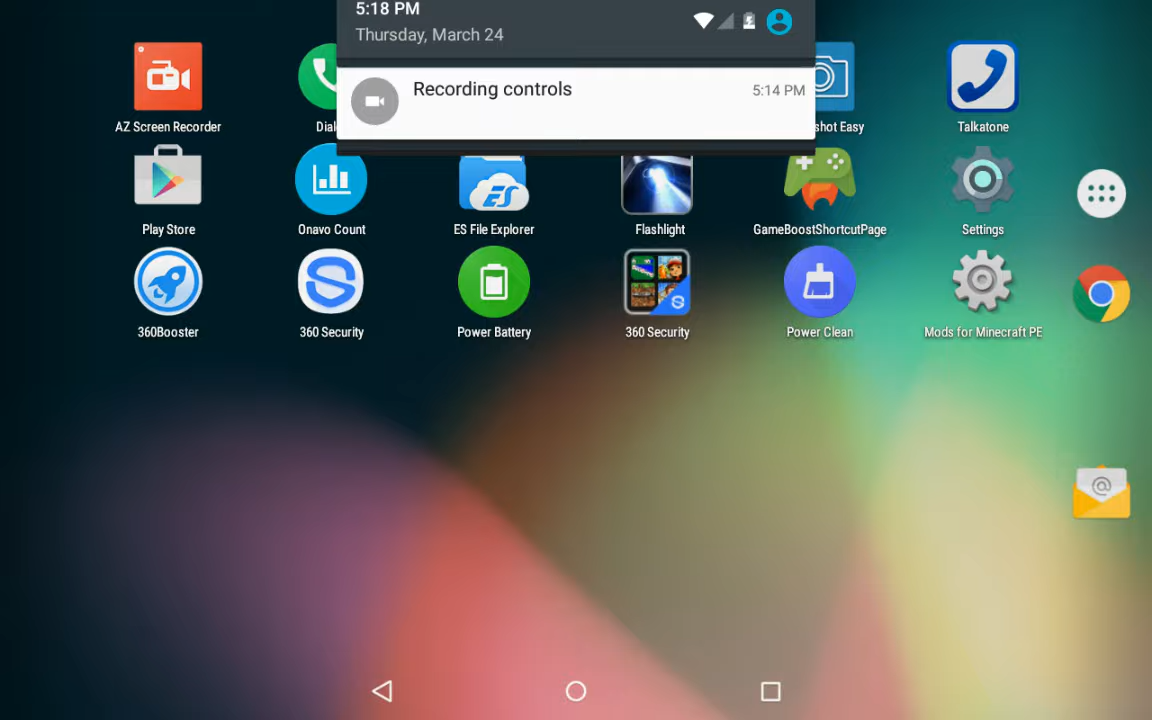 5:18 PM
Thursday, March 24
Recording controls
5:14 PM
AZ Screen Recorder
Dial
shot Easy
Talkatone
Play Store
Onavo Count
ES File Explorer
Flashlight
GameBoostShortcutPage
Settings
360Booster
360 Security
Power Battery
360 Security
Power Clean
Mods for Minecraft PE